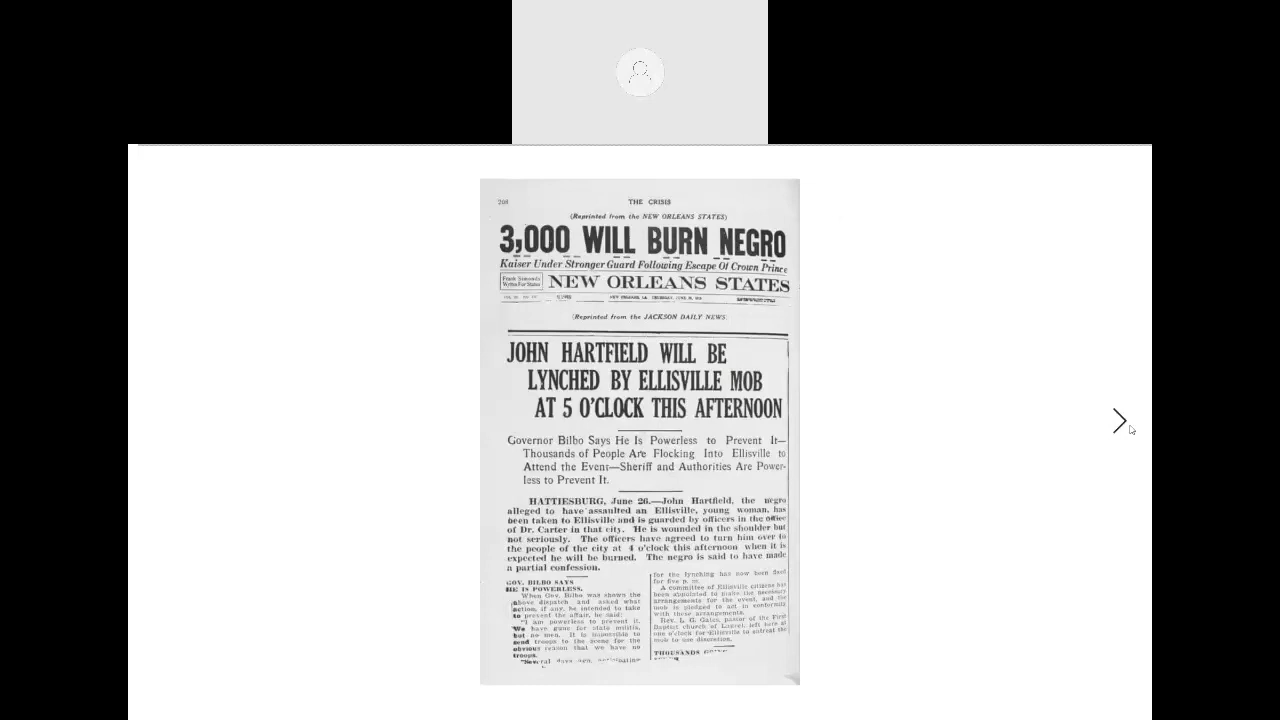 208 THE CRISIS
(Reprinted from the NEW ORLEANS STATES)
3,000 WILL BURN NEGRO
Kaiser Under Stronger Guard Following Escape Of Crown Prince
Frank Simonds
Writes For States
NEW ORLEANS STATES
(Reprinted from the JACKSON DAILY NEWS)
JOHN HARTFIELD WILL BE
LYNCHED BY ELLISVILLE MOB
AT 5 O'CLOCK THIS AFTERNOON
Governor Bilbo Says He Is Powerless to Prevent It—
Thousands of People Are Flocking Into Ellisville to
Attend the Event—Sheriff and Authorities Are Power-
less to Prevent It.
HATTIESBURG, June 26.—John Hartfield, the negro
alleged to have assaulted an Ellisville, young woman, has
been taken to Ellisville and is guarded by officers in the office
of Dr. Carter in that city. He is wounded in the shoulder but
not seriously. The officers have agreed to turn him over to
the people of the city at 4 o'clock this afternoon when it is
expected he will be burned. The negro is said to have made
a partial confession.
GOV. BILBO SAYS
HE IS POWERLESS.
When Gov. Bilbo was shown the
above dispatch and asked what
action, if any, he intended to take
to prevent the affair, he said:
"I am powerless to prevent it.
We have guns for state militia,
but no men. It is impossible to
send troops to the scene for the
obvious reason that we have no
troops.
"Several days ago, anticipating
for the lynching has now been fixed
for five p. m.
A committee of Ellisville citizens has
been appointed to make the necessary
arrangements for the event, and the
mob is pledged to act in conformity
with these arrangements.
Rev. L. G. Gates, pastor of the First
Baptist church of Laurel, left here at
one o'clock for Ellisville to entreat the
mob to use discretion.
THOUSANDS